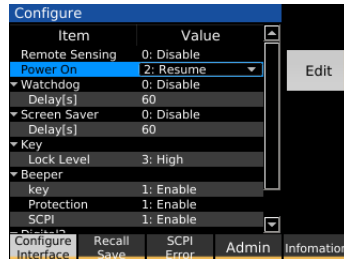 Configure
Item Value
Remote Sensing 0: Disable
Power On 2: Resume
Edit
Watchdog 0: Disable
Delay[s] 60
Screen Saver 0: Disable
Delay[s] 60
Key
Lock Level 3: High
Beeper
key 1: Enable
Protection 1: Enable
SCPI 1: Enable
Configure Interface
Recall Save
SCPI Error
Admin
Infomation